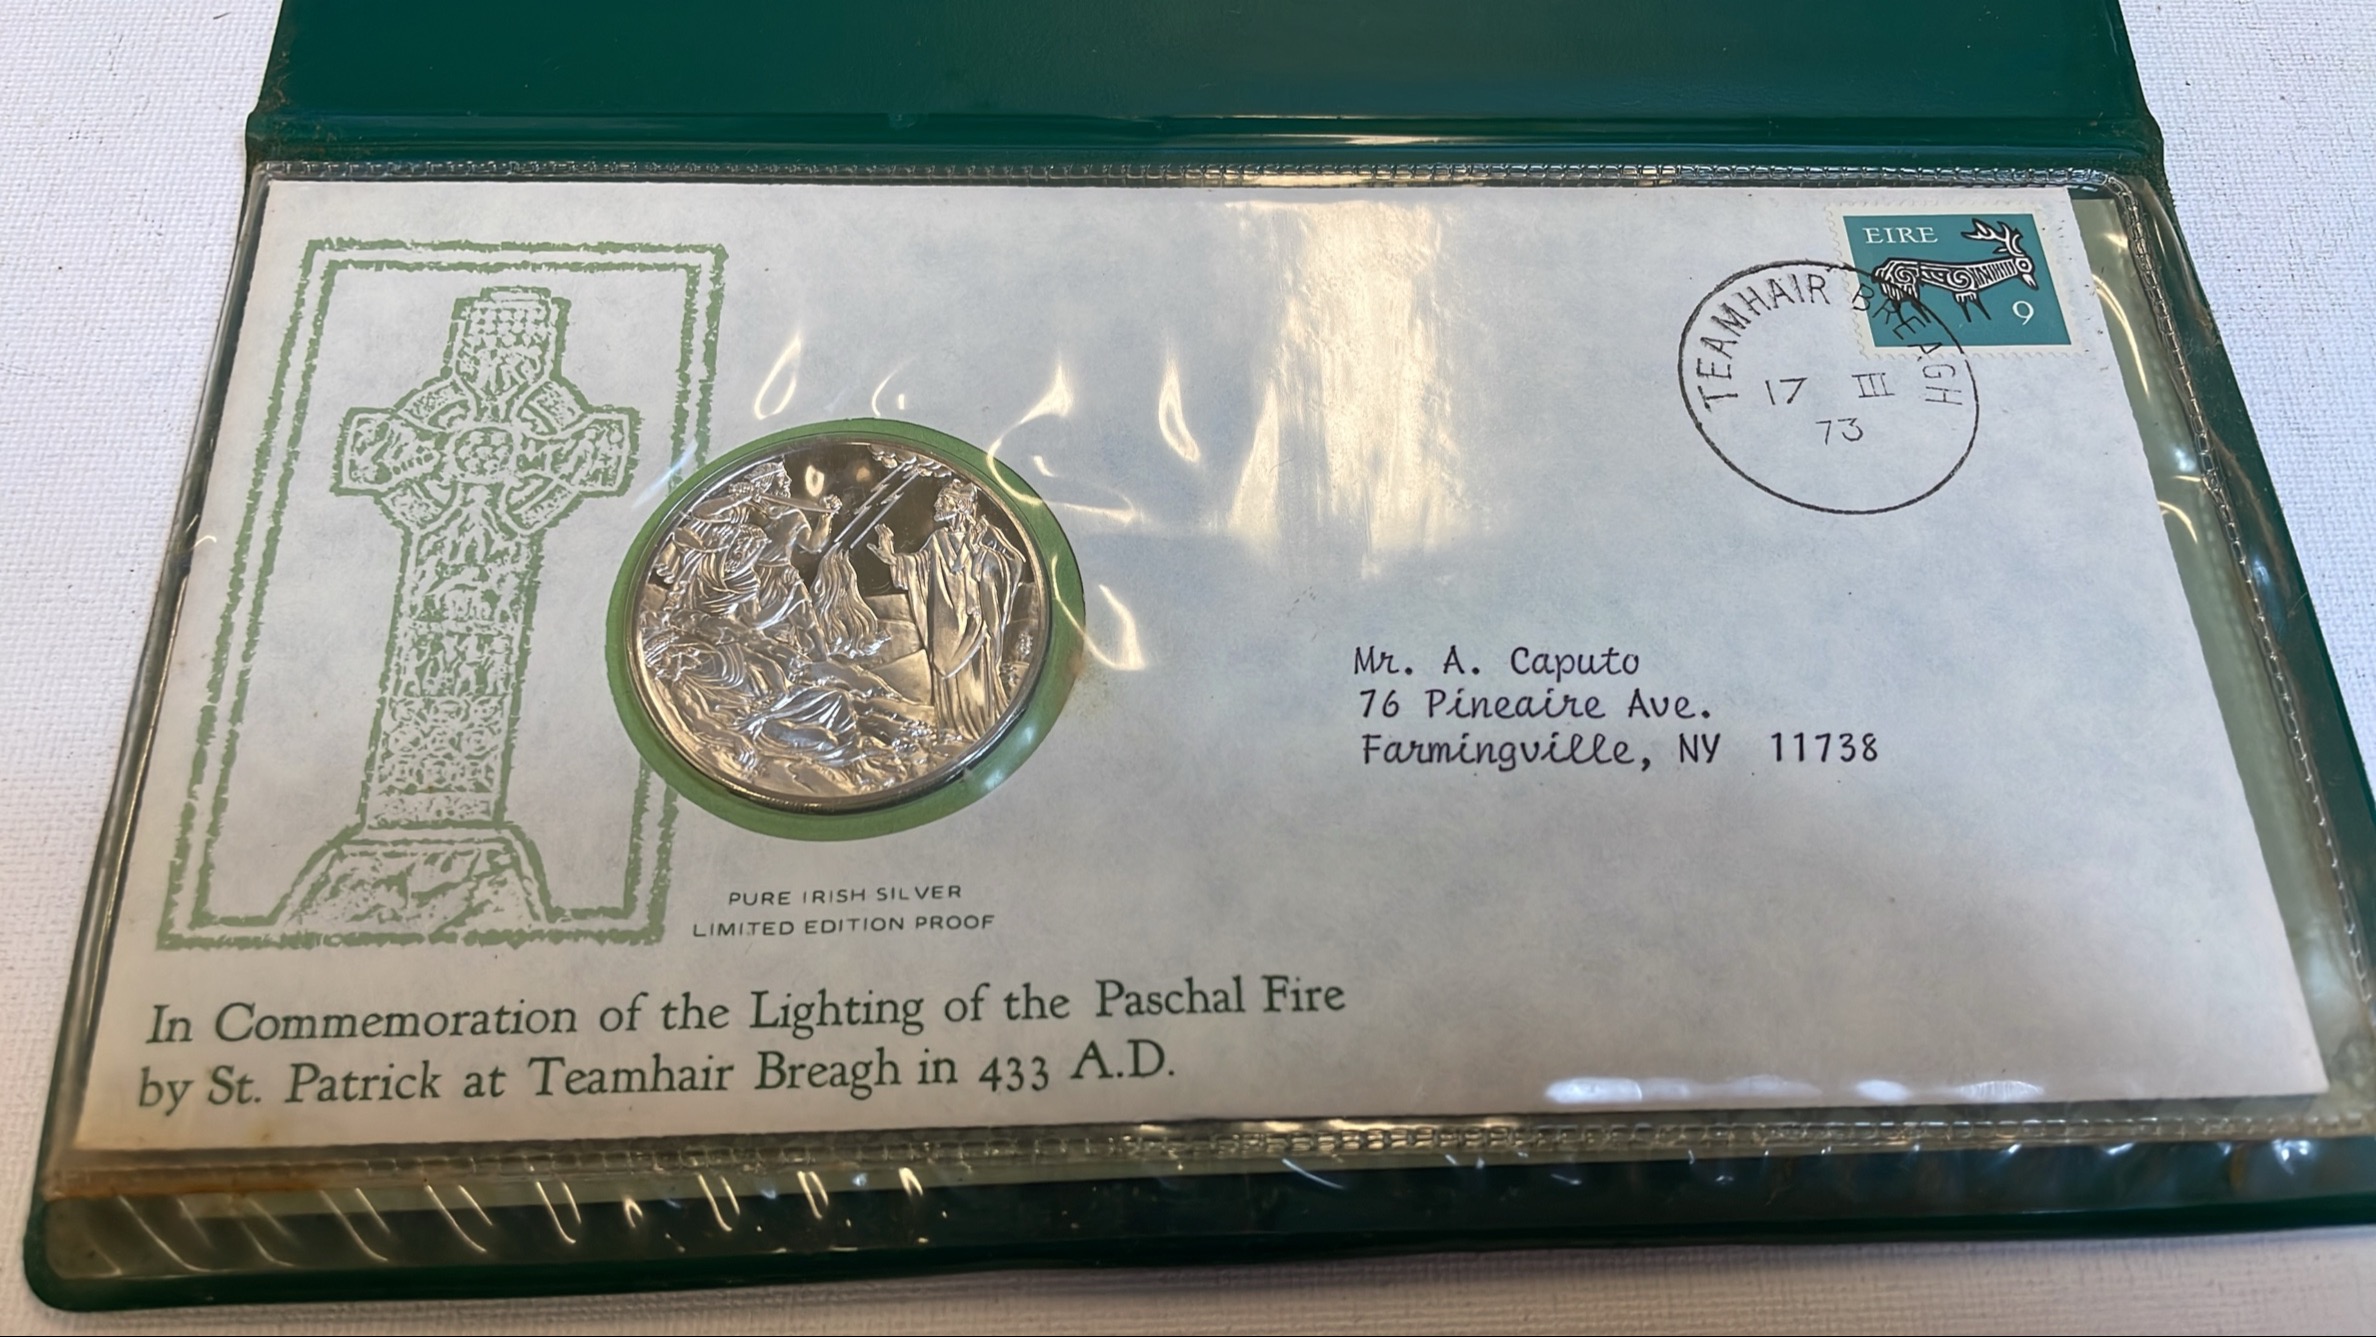 EIRE
9
TEAMHAIR BREAGH
17 III
73
Mr. A. Caputo
76 Pineaire Ave.
Farmingville, NY 11738
PURE IRISH SILVER
LIMITED EDITION PROOF
In Commemoration of the Lighting of the Paschal Fire
by St. Patrick at Teamhair Breagh in 433 A.D.